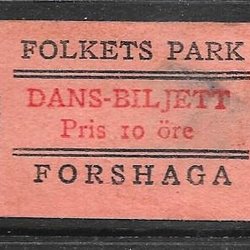 FOLKETS PARK
DANS-BILJETT
Pris 10 öre
FORSHAGA